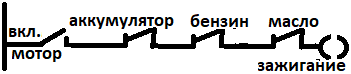 вкл. аккумулятор бензин масло
мотор
зажигание